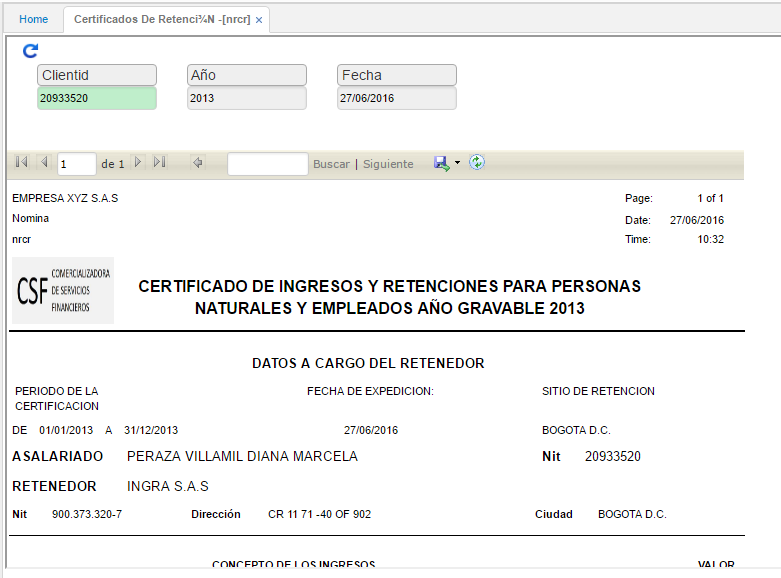 Home
Certificados De Retenci¾N -[nrcr] ×
Clientid Año Fecha
20933520 2013 27/06/2016
1 de 1 Buscar | Siguiente
EMPRESA XYZ S.A.S Page: 1 of 1
Nomina Date: 27/06/2016
nrcr Time: 10:32
CSF COMERCIALIZADORA
DE SERVICIOS
FINANCIEROS
CERTIFICADO DE INGRESOS Y RETENCIONES PARA PERSONAS
NATURALES Y EMPLEADOS AÑO GRAVABLE 2013
DATOS A CARGO DEL RETENEDOR
PERIODO DE LA
CERTIFICACION
FECHA DE EXPEDICION: SITIO DE RETENCION
DE 01/01/2013 A 31/12/2013 27/06/2016 BOGOTA D.C.
ASALARIADO PERAZA VILLAMIL DIANA MARCELA Nit 20933520
RETENEDOR INGRA S.A.S
Nit 900.373.320-7 Dirección CR 11 71 -40 OF 902 Ciudad BOGOTA D.C.
CONCEPTO DE LOS INGRESOS VALOR